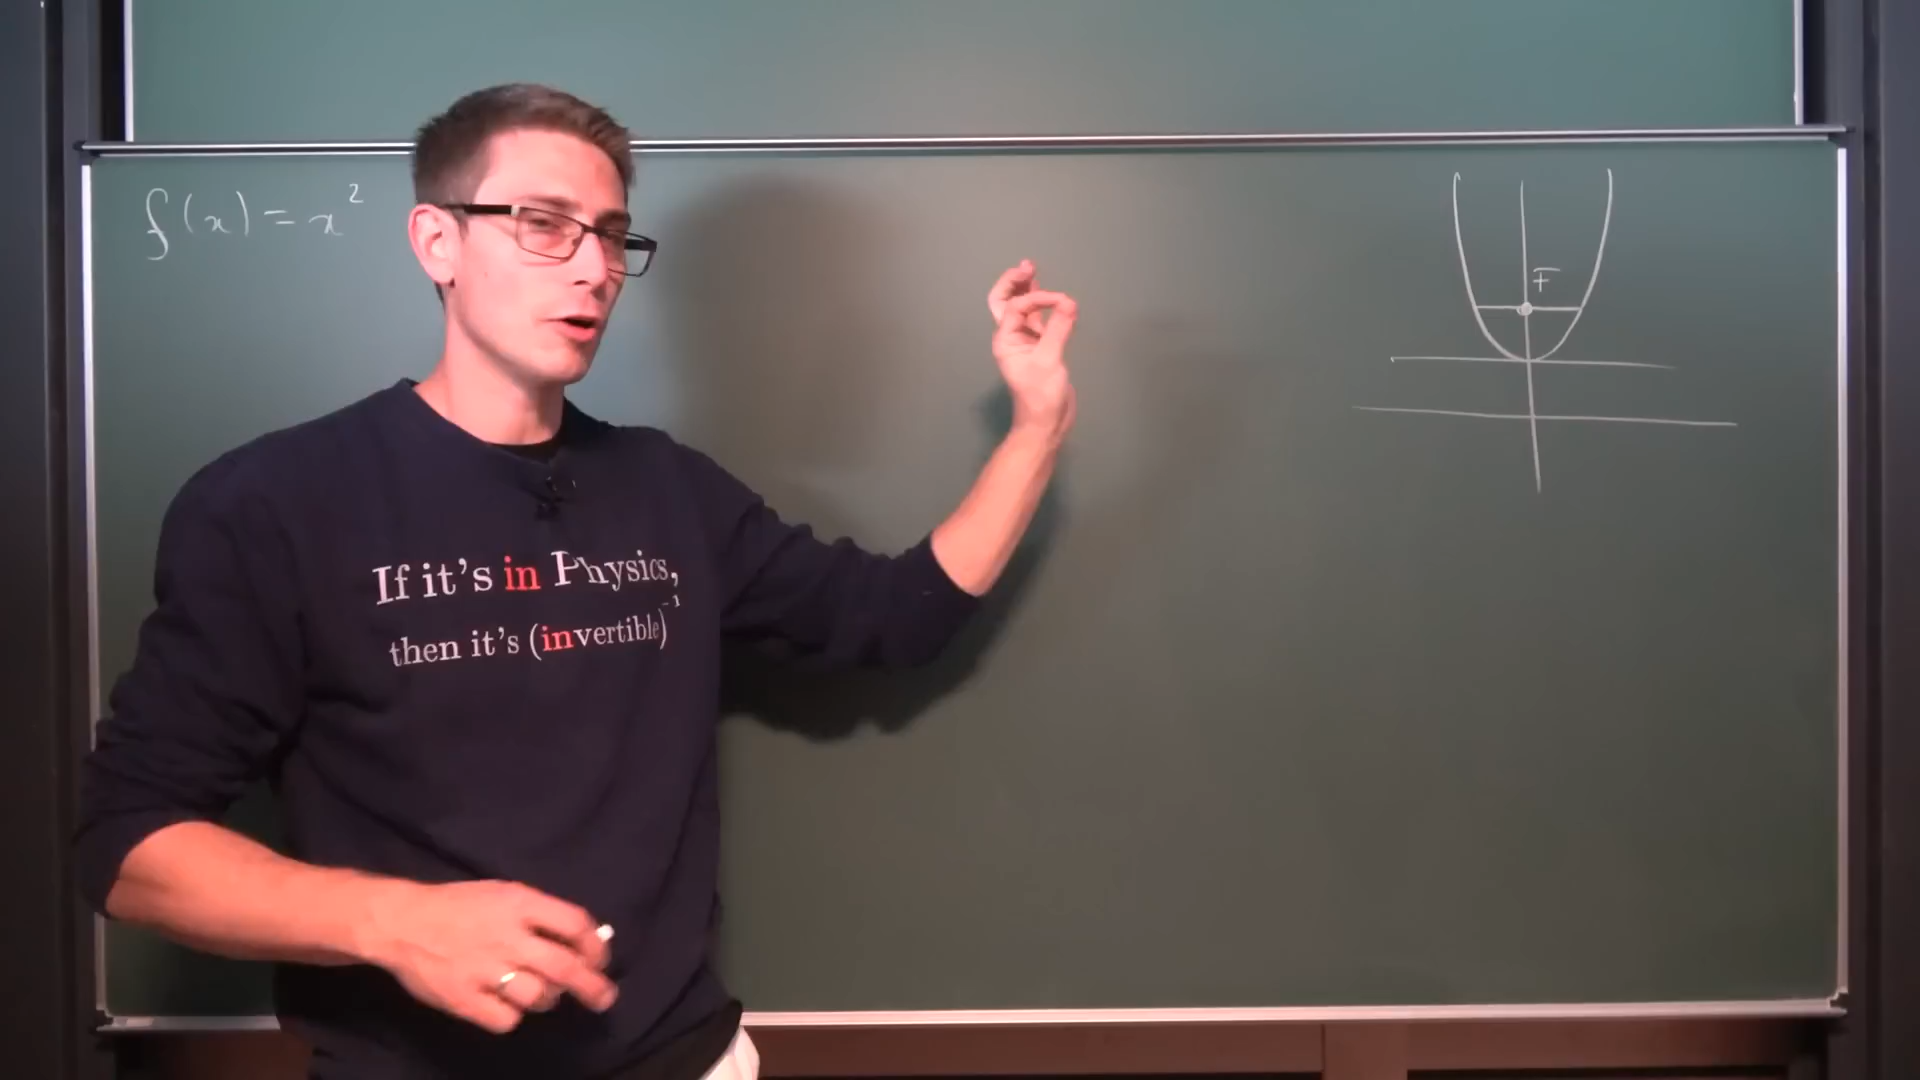 f(x) = x²
F
If it's in Physics,
then it's (invertible)⁻¹